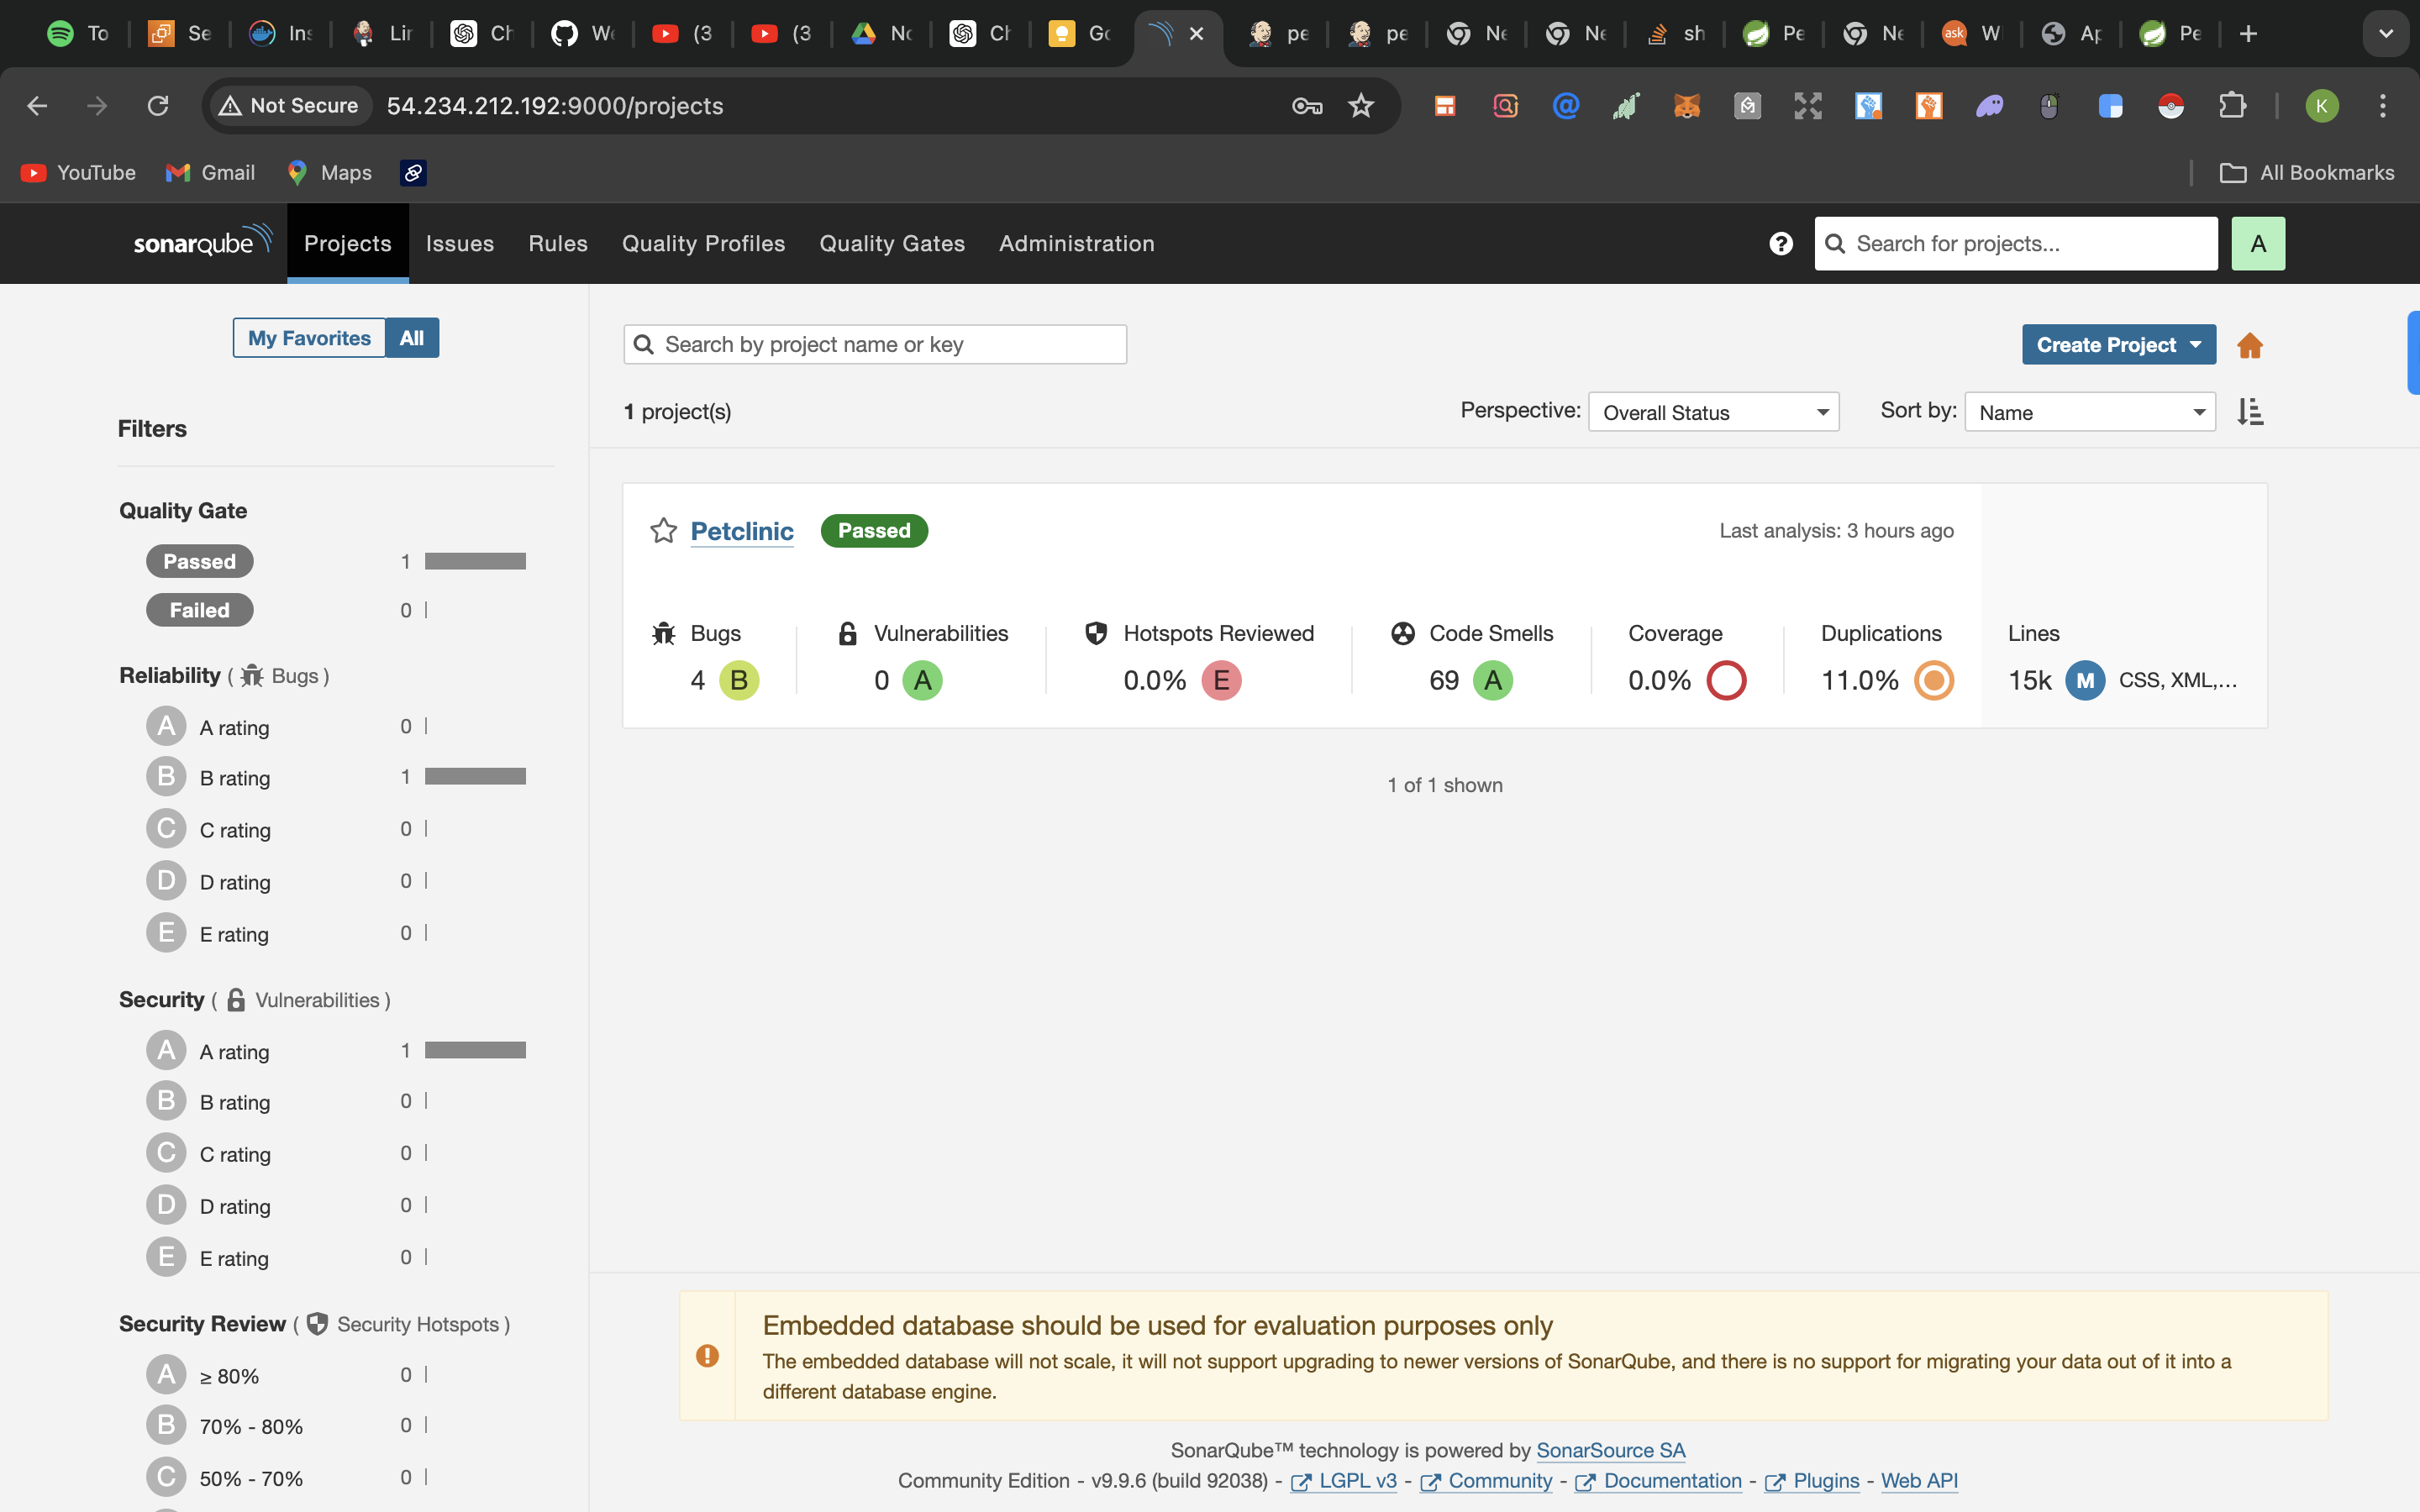 To Se Ins Lin Ch We (3 (3 No Ch Go pe pe Ne Ne sh Pe Ne W Ap Pe
Not Secure 54.234.212.192:9000/projects K
YouTube Gmail Maps All Bookmarks
sonarqube Projects Issues Rules Quality Profiles Quality Gates Administration Search for projects... A
My Favorites All
Search by project name or key
Create Project
1 project(s)
Perspective: Overall Status
Sort by: Name
Filters
Quality Gate
Passed 1
Failed 0
Reliability ( Bugs )
A A rating 0
B B rating 1
C C rating 0
D D rating 0
E E rating 0
Security ( Vulnerabilities )
A A rating 1
B B rating 0
C C rating 0
D D rating 0
E E rating 0
Security Review ( Security Hotspots )
A ≥ 80% 0
B 70% - 80% 0
C 50% - 70% 0
Petclinic Passed Last analysis: 3 hours ago
Bugs Vulnerabilities Hotspots Reviewed Code Smells Coverage Duplications Lines
4 B 0 A 0.0% E 69 A 0.0% 11.0% 15k M CSS, XML,...
1 of 1 shown
Embedded database should be used for evaluation purposes only
The embedded database will not scale, it will not support upgrading to newer versions of SonarQube, and there is no support for migrating your data out of it into a
different database engine.
SonarQube™ technology is powered by SonarSource SA
Community Edition - v9.9.6 (build 92038) - LGPL v3 - Community - Documentation - Plugins - Web API